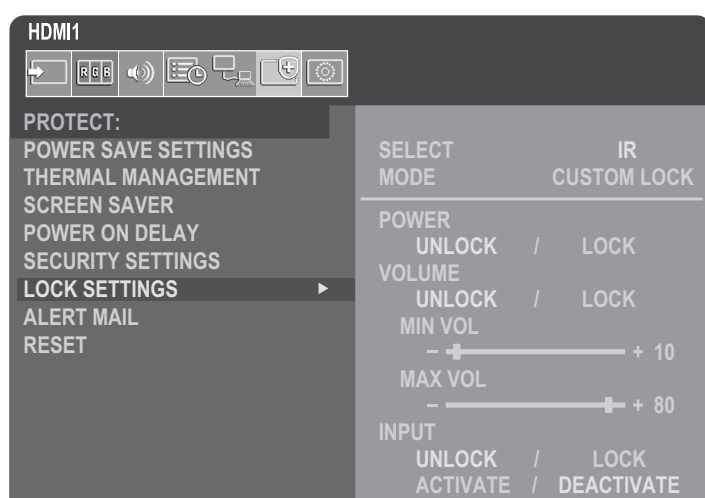 HDMI1
RGB
PROTECT:
POWER SAVE SETTINGS
THERMAL MANAGEMENT
SCREEN SAVER
POWER ON DELAY
SECURITY SETTINGS
LOCK SETTINGS
ALERT MAIL
RESET
SELECT IR
MODE CUSTOM LOCK
POWER
UNLOCK / LOCK
VOLUME
UNLOCK / LOCK
MIN VOL
– + 10
MAX VOL
– + 80
INPUT
UNLOCK / LOCK
ACTIVATE / DEACTIVATE